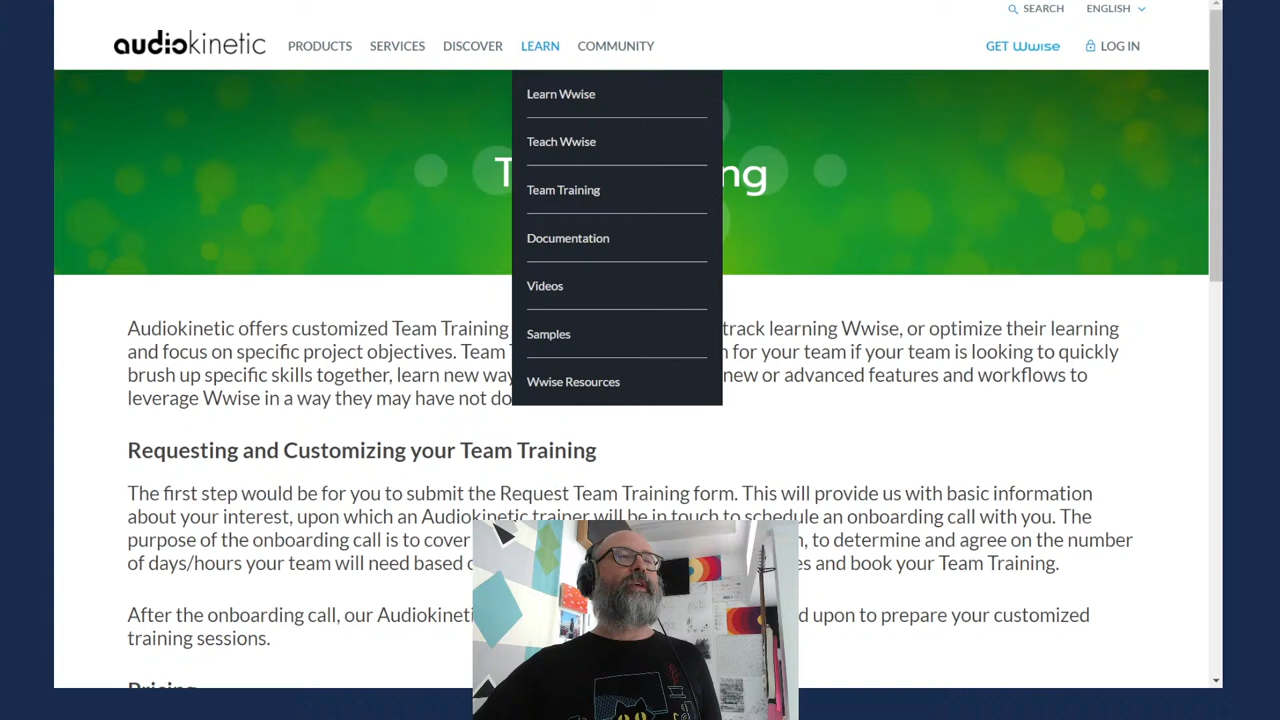 SEARCH ENGLISH
audiokinetic PRODUCTS SERVICES DISCOVER LEARN COMMUNITY GET Wwise LOG IN
Learn Wwise
Teach Wwise
Team Training
Documentation
Videos
Samples
Wwise Resources
T ng
Audiokinetic offers customized Team Training track learning Wwise, or optimize their learning
and focus on specific project objectives. Team for your team if your team is looking to quickly
brush up specific skills together, learn new new or advanced features and workflows to
leverage Wwise in a way they may have not
Requesting and Customizing your Team Training
The first step would be for you to submit the Request Team Training form. This will provide us with basic information
about your interest, upon which an Audiokinetic trainer will be in touch to schedule an onboarding call with you. The
purpose of the onboarding call is to cover to determine and agree on the number
of days/hours your team will need based and book your Team Training.
After the onboarding call, our upon to prepare your customized
training sessions.
Pricing